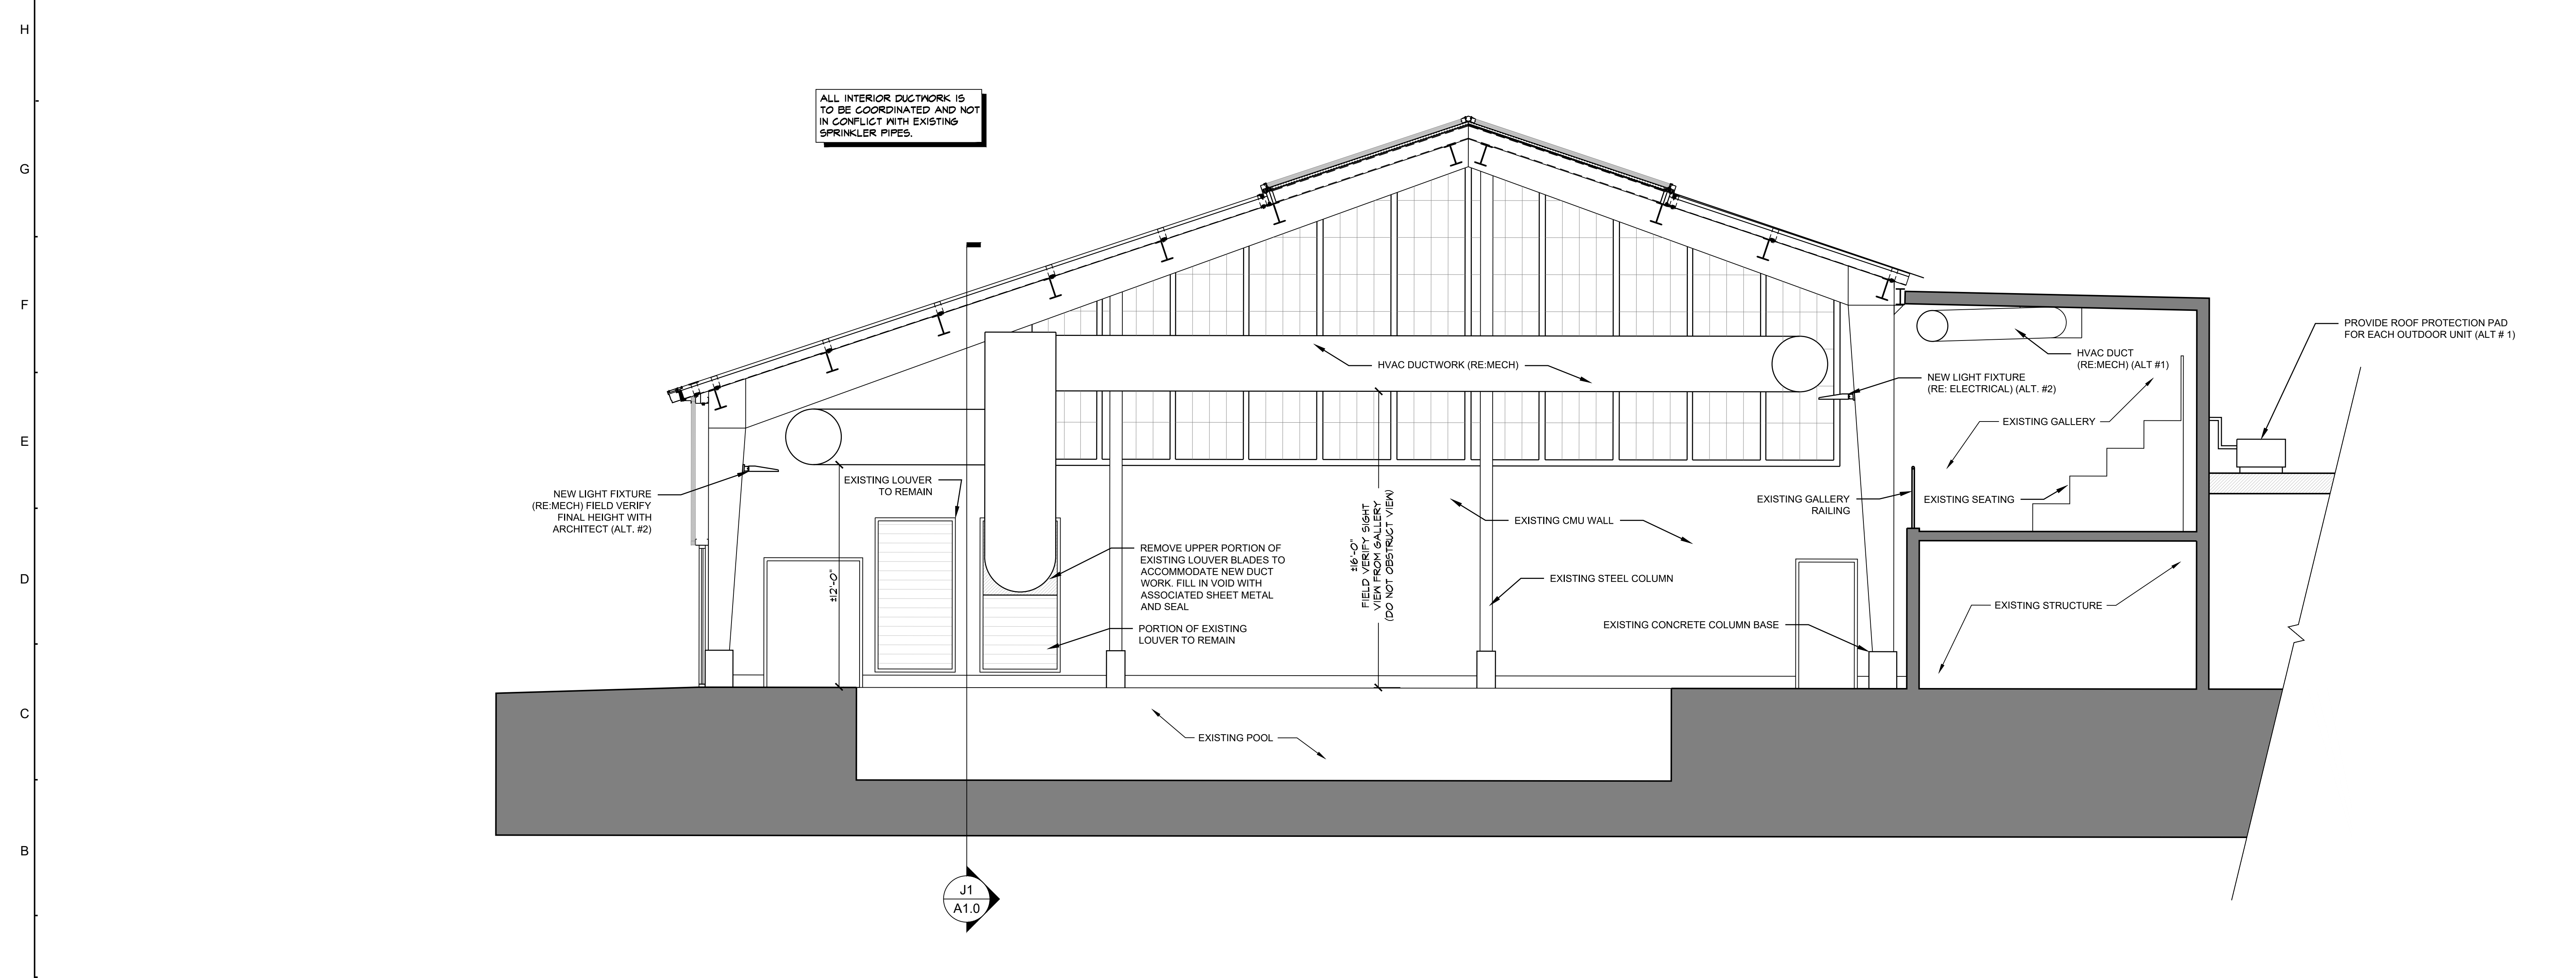 H
G
F
E
D
C
B
ALL INTERIOR DUCTWORK IS
TO BE COORDINATED AND NOT
IN CONFLICT WITH EXISTING
SPRINKLER PIPES.
PROVIDE ROOF PROTECTION PAD
FOR EACH OUTDOOR UNIT (ALT # 1)
HVAC DUCT
(RE:MECH) (ALT #1)
HVAC DUCTWORK (RE:MECH)
NEW LIGHT FIXTURE
(RE: ELECTRICAL) (ALT. #2)
EXISTING GALLERY
EXISTING LOUVER
TO REMAIN
NEW LIGHT FIXTURE
(RE:MECH) FIELD VERIFY
FINAL HEIGHT WITH
ARCHITECT (ALT. #2)
EXISTING GALLERY
RAILING
EXISTING SEATING
EXISTING CMU WALL
±16'-0"
FIELD VERIFY SIGHT
VIEW FROM GALLERY
(DO NOT OBSTRUCT VIEW)
±12'-0"
REMOVE UPPER PORTION OF
EXISTING LOUVER BLADES TO
ACCOMMODATE NEW DUCT
WORK. FILL IN VOID WITH
ASSOCIATED SHEET METAL
AND SEAL
EXISTING STEEL COLUMN
EXISTING STRUCTURE
PORTION OF EXISTING
LOUVER TO REMAIN
EXISTING CONCRETE COLUMN BASE
EXISTING POOL
J1
A1.0